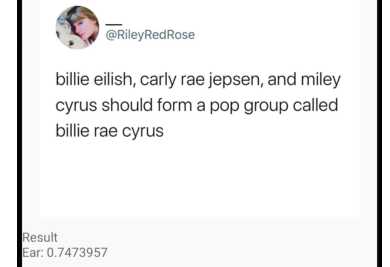 @RileyRedRose
billie eilish, carly rae jepsen, and miley
cyrus should form a pop group called
billie rae cyrus
Result
Ear: 0.7473957